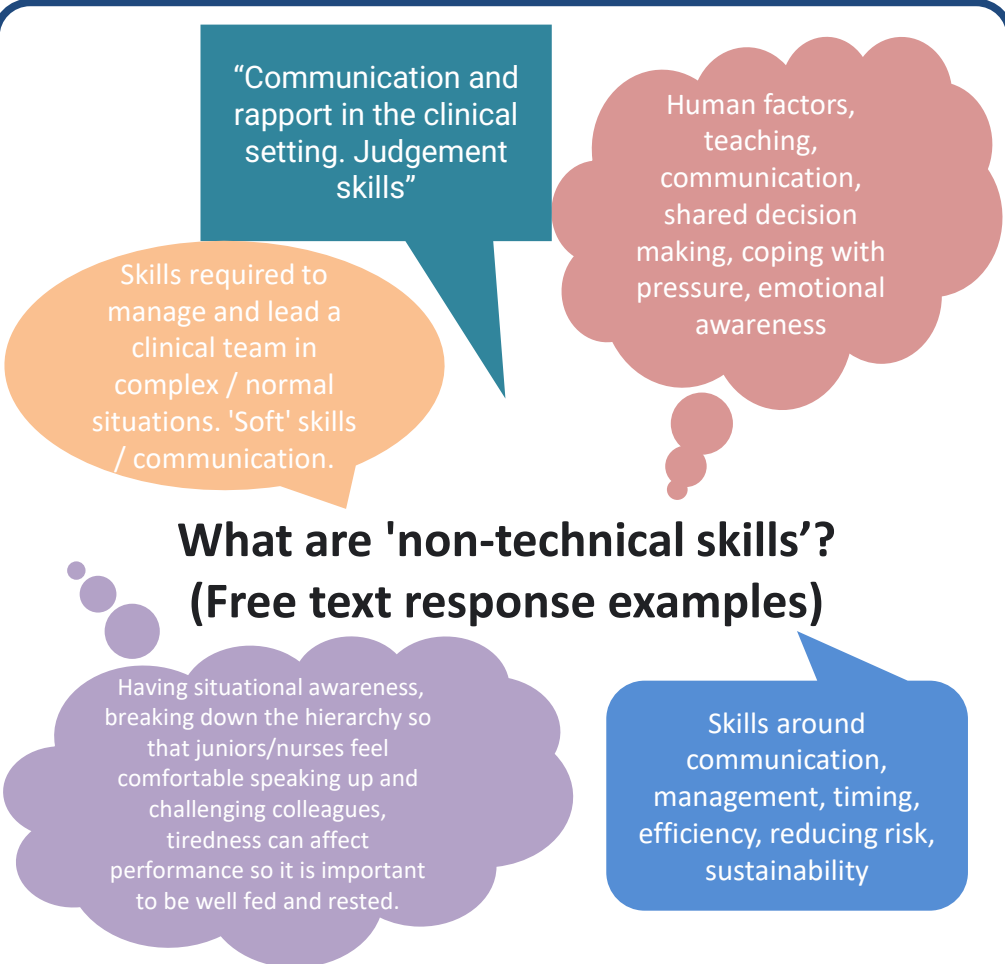 “Communication and
rapport in the clinical
setting. Judgement
skills”
Human factors,
teaching,
communication,
shared decision
making, coping with
pressure, emotional
awareness
Skills required to
manage and lead a
clinical team in
complex / normal
situations. 'Soft' skills
/ communication.
What are 'non-technical skills’?
(Free text response examples)
Having situational awareness,
breaking down the hierarchy so
that juniors/nurses feel
comfortable speaking up and
challenging colleagues,
tiredness can affect
performance so it is important
to be well fed and rested.
Skills around
communication,
management, timing,
efficiency, reducing risk,
sustainability